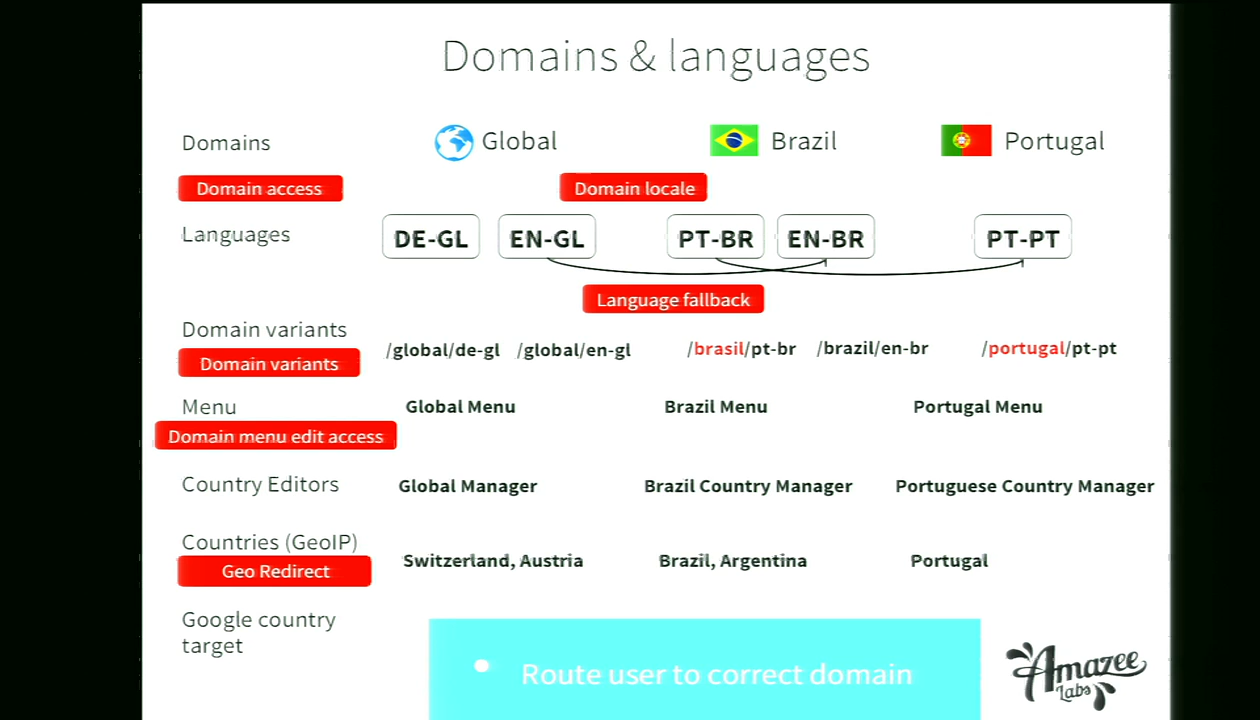 Domains & languages
Domains
Global
Brazil
Portugal
Domain access
Domain locale
Languages
DE-GL
EN-GL
PT-BR
EN-BR
PT-PT
Language fallback
Domain variants
/global/de-gl
/global/en-gl
/brasil/pt-br
/brazil/en-br
/portugal/pt-pt
Domain variants
Menu
Global Menu
Brazil Menu
Portugal Menu
Domain menu edit access
Country Editors
Global Manager
Brazil Country Manager
Portuguese Country Manager
Countries (GeoIP)
Switzerland, Austria
Brazil, Argentina
Portugal
Geo Redirect
Google country
target
Route user to correct domain
Amazee
Labs